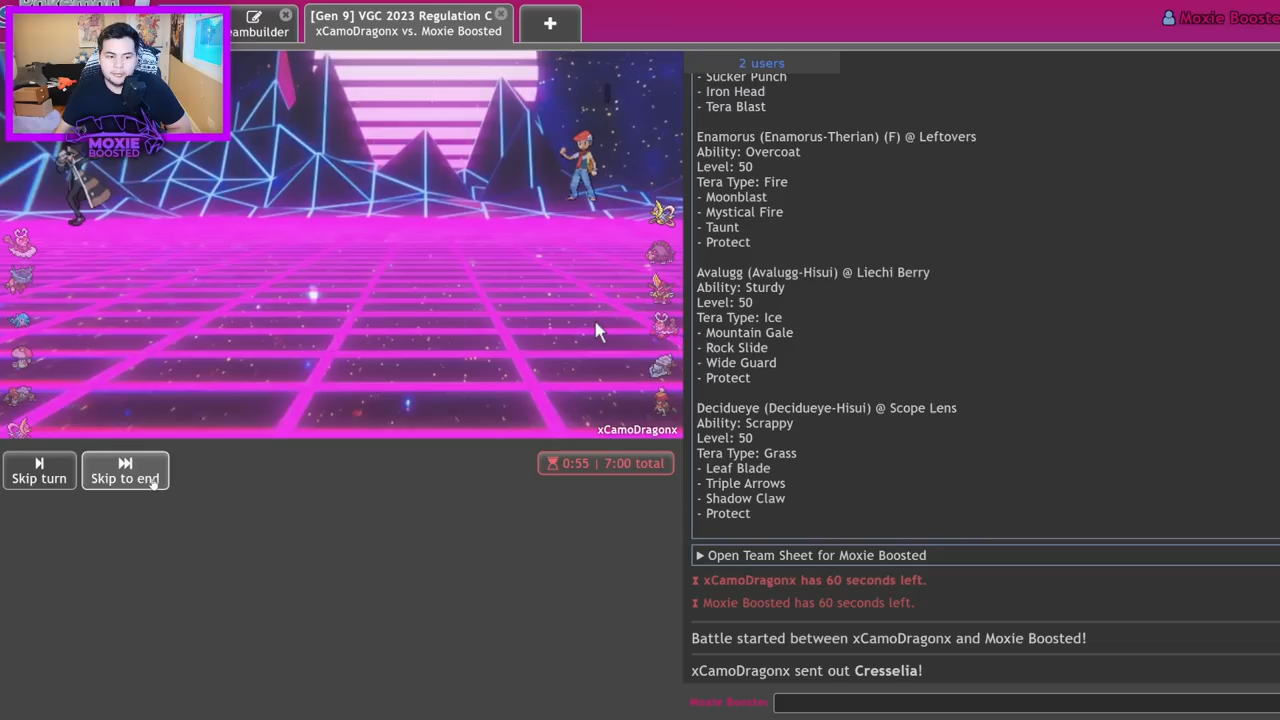 eambuilder
[Gen 9] VGC 2023 Regulation C
xCamoDragonx vs. Moxie Boosted
+
Moxie Booste
MOXIE
BOOSTED
2 users
- Sucker Punch
- Iron Head
- Tera Blast
Enamorus (Enamorus-Therian) (F) @ Leftovers
Ability: Overcoat
Level: 50
Tera Type: Fire
- Moonblast
- Mystical Fire
- Taunt
- Protect
Avalugg (Avalugg-Hisui) @ Liechi Berry
Ability: Sturdy
Level: 50
Tera Type: Ice
- Mountain Gale
- Rock Slide
- Wide Guard
- Protect
Decidueye (Decidueye-Hisui) @ Scope Lens
Ability: Scrappy
Level: 50
Tera Type: Grass
- Leaf Blade
- Triple Arrows
- Shadow Claw
- Protect
xCamoDragonx
Skip turn
Skip to end
0:55 | 7:00 total
Open Team Sheet for Moxie Boosted
xCamoDragonx has 60 seconds left.
Moxie Boosted has 60 seconds left.
Battle started between xCamoDragonx and Moxie Boosted!
xCamoDragonx sent out Cresselia!
Moxie Booster